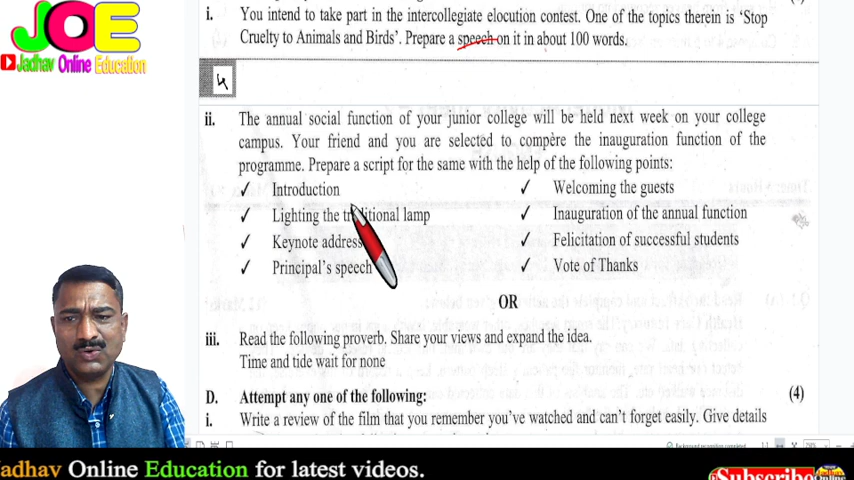 JOE
Jadhav Online Education
i. You intend to take part in the intercollegiate elocution contest. One of the topics therein is 'Stop
Cruelty to Animals and Birds'. Prepare a speech on it in about 100 words.
4
ii. The annual social function of your junior college will be held next week on your college
campus. Your friend and you are selected to compère the inauguration function of the
programme. Prepare a script for the same with the help of the following points:
✓ Introduction ✓ Welcoming the guests
✓ Lighting the traditional lamp ✓ Inauguration of the annual function
✓ Keynote address ✓ Felicitation of successful students
✓ Principal's speech ✓ Vote of Thanks
OR
iii. Read the following proverb. Share your views and expand the idea.
Time and tide wait for none
D. Attempt any one of the following: (4)
i. Write a review of the film that you remember you've watched and can't forget easily. Give details
Jadhav Online Education for latest videos.
Subscribe